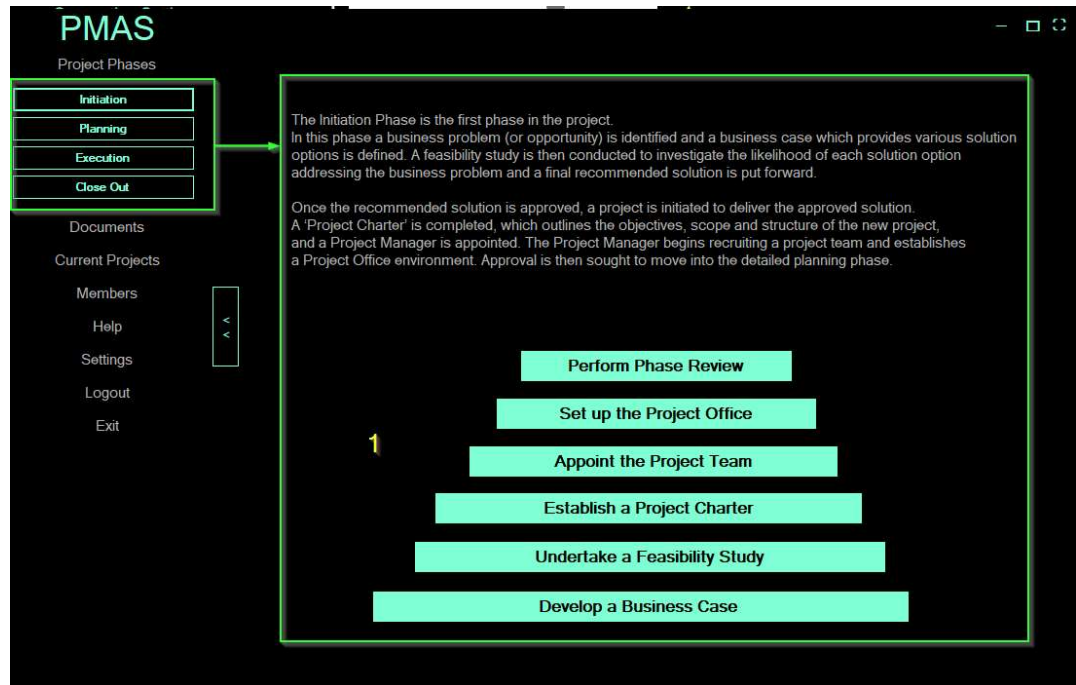 PMAS
Project Phases
Initiation
Planning
Execution
Close Out
Documents
Current Projects
Members
Help
Settings
Logout
Exit
<
<
The Initiation Phase is the first phase in the project.
In this phase a business problem (or opportunity) is identified and a business case which provides various solution
options is defined. A feasibility study is then conducted to investigate the likelihood of each solution option
addressing the business problem and a final recommended solution is put forward.
Once the recommended solution is approved, a project is initiated to deliver the approved solution.
A 'Project Charter' is completed, which outlines the objectives, scope and structure of the new project,
and a Project Manager is appointed. The Project Manager begins recruiting a project team and establishes
a Project Office environment. Approval is then sought to move into the detailed planning phase.
1
Perform Phase Review
Set up the Project Office
Appoint the Project Team
Establish a Project Charter
Undertake a Feasibility Study
Develop a Business Case